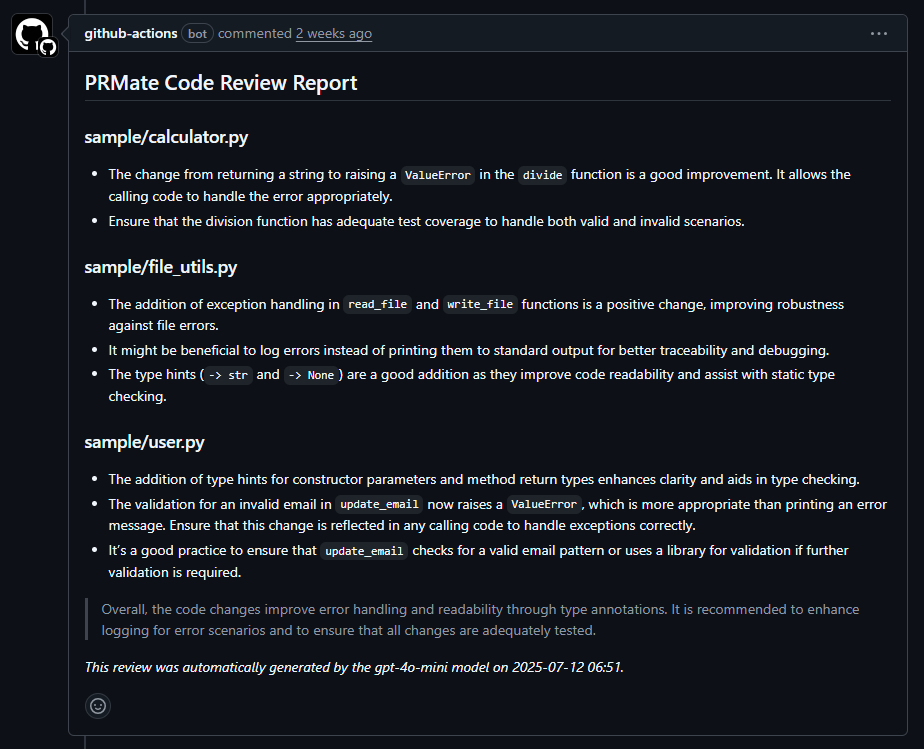 github-actions bot commented 2 weeks ago
PRMate Code Review Report
sample/calculator.py
The change from returning a string to raising a ValueError in the divide function is a good improvement. It allows the
calling code to handle the error appropriately.
Ensure that the division function has adequate test coverage to handle both valid and invalid scenarios.
sample/file_utils.py
The addition of exception handling in read_file and write_file functions is a positive change, improving robustness
against file errors.
It might be beneficial to log errors instead of printing them to standard output for better traceability and debugging.
The type hints (-> str and -> None) are a good addition as they improve code readability and assist with static type
checking.
sample/user.py
The addition of type hints for constructor parameters and method return types enhances clarity and aids in type checking.
The validation for an invalid email in update_email now raises a ValueError, which is more appropriate than printing an error
message. Ensure that this change is reflected in any calling code to handle exceptions correctly.
It’s a good practice to ensure that update_email checks for a valid email pattern or uses a library for validation if further
validation is required.
Overall, the code changes improve error handling and readability through type annotations. It is recommended to enhance
logging for error scenarios and to ensure that all changes are adequately tested.
This review was automatically generated by the gpt-4o-mini model on 2025-07-12 06:51.